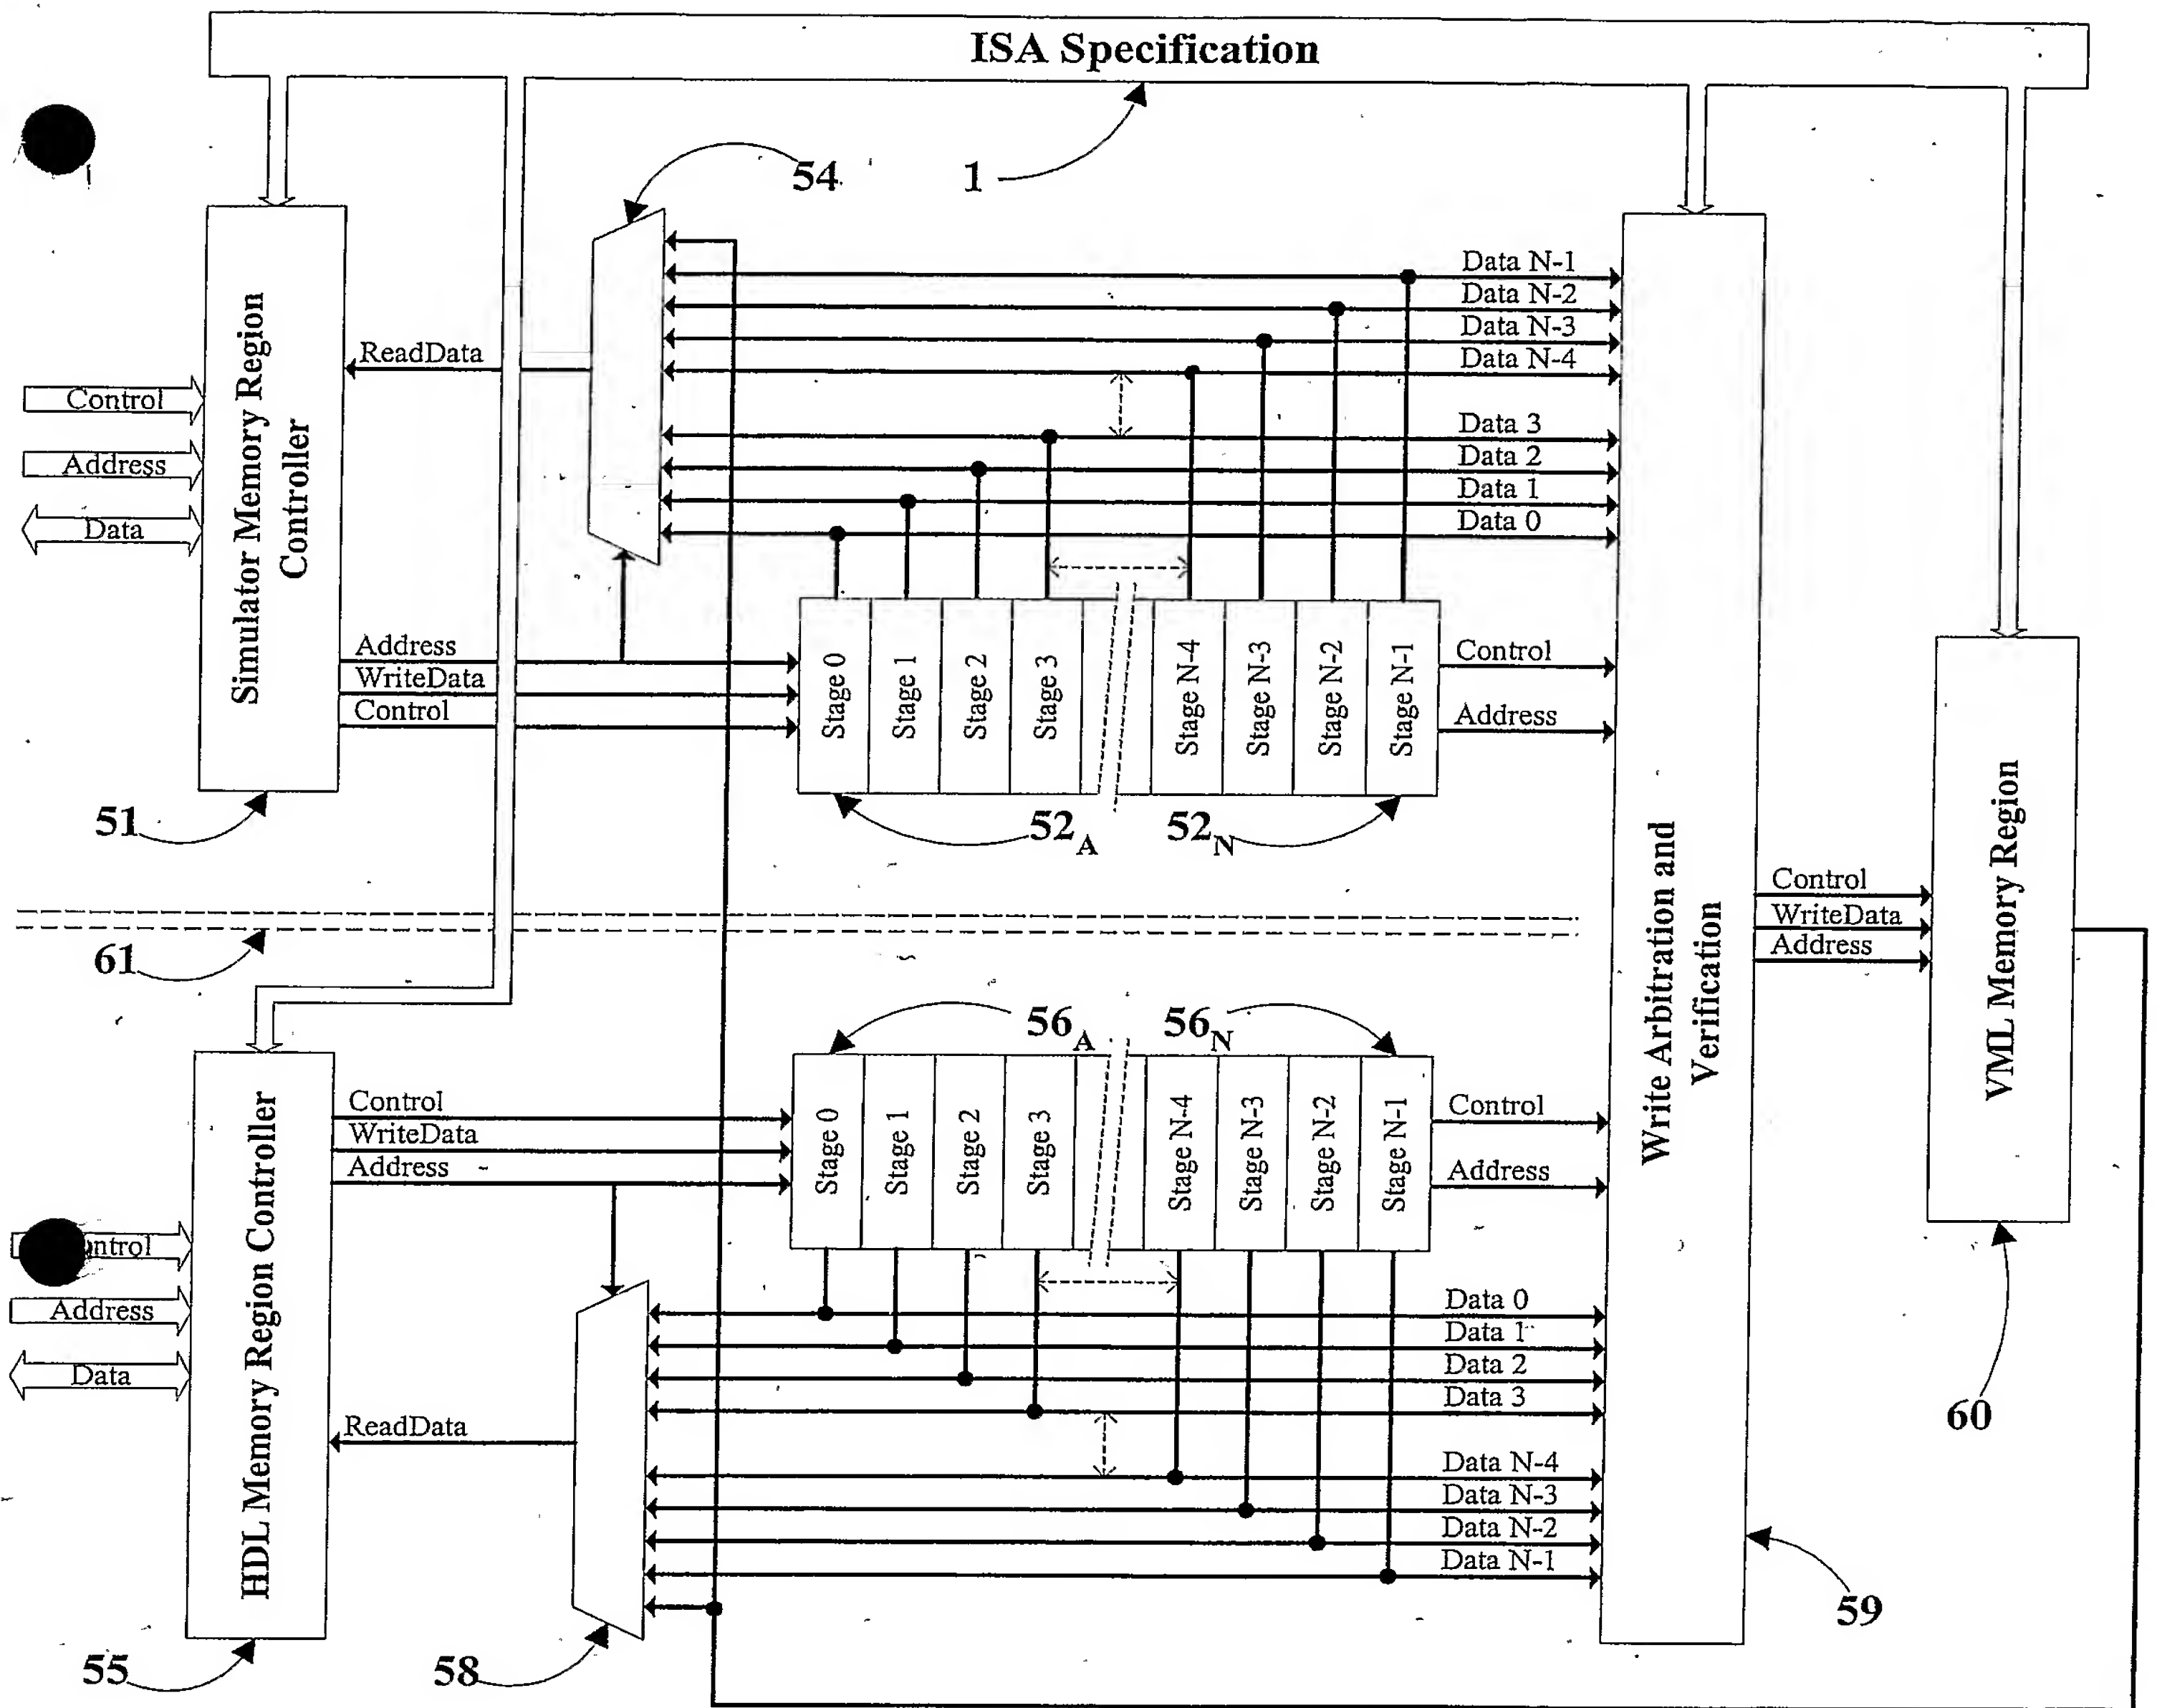 ISA Specification
54
1
Data N-1
Data N-2
Data N-3
Data N-4
Data 3
Data 2
Data 1
Data 0
ReadData
Control
Address
Data
Simulator Memory Region
Controller
Address
WriteData
Control
Stage 0
Stage 1
Stage 2
Stage 3
Stage N-4
Stage N-3
Stage N-2
Stage N-1
Control
Address
51
52A
52N
Write Arbitration and
Verification
Control
WriteData
Address
VML Memory Region
61
56A
56N
Control
WriteData
Address
Stage 0
Stage 1
Stage 2
Stage 3
Stage N-4
Stage N-3
Stage N-2
Stage N-1
Control
Address
HDL Memory Region Controller
ntrol
Address
Data
ReadData
Data 0
Data 1
Data 2
Data 3
Data N-4
Data N-3
Data N-2
Data N-1
60
59
55
58